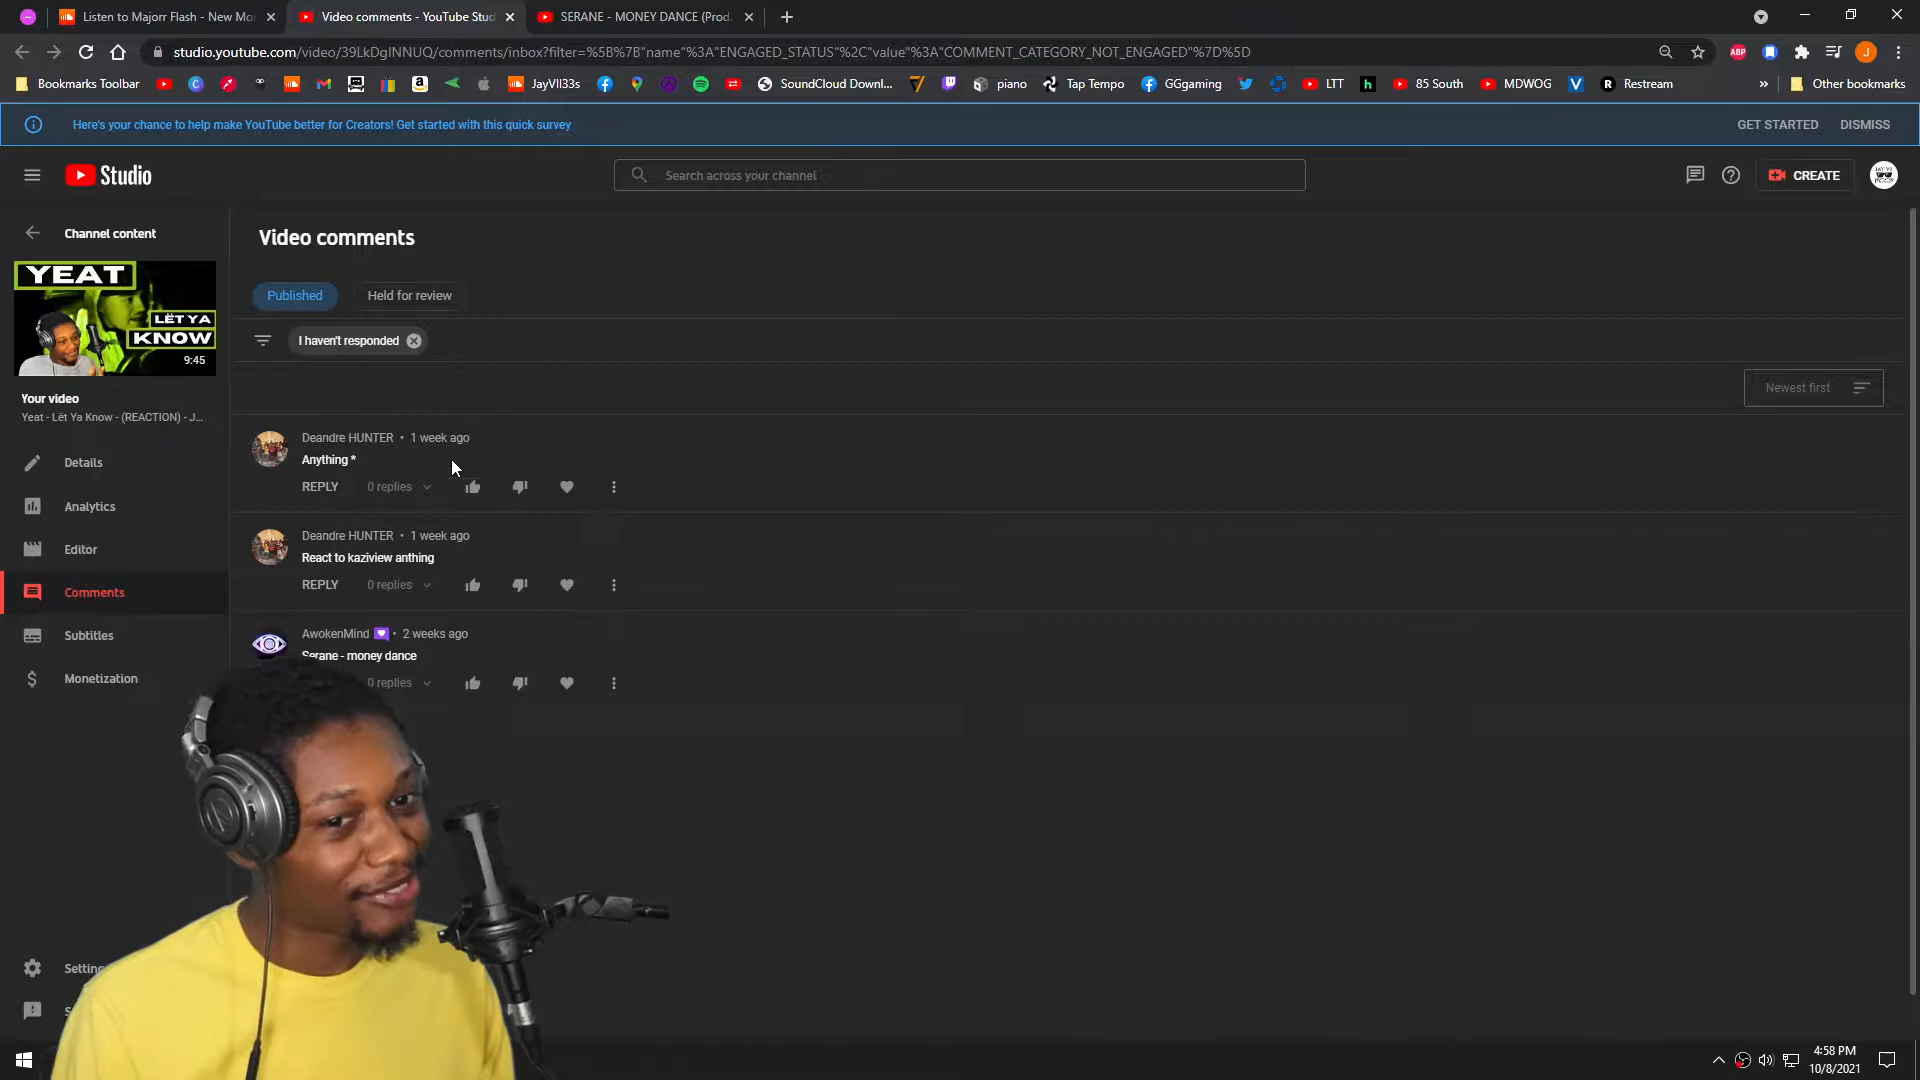 Listen to Majorr Flash - New Mo
Video comments - YouTube Stud
SERANE - MONEY DANCE (Prod.
studio.youtube.com/video/39LkDgINNUQ/comments/inbox?filter=%5B%7B"name"%3A"ENGAGED_STATUS"%2C"value"%3A"COMMENT_CATEGORY_NOT_ENGAGED"%7D%5D
ABP
J
Bookmarks Toolbar
JayVII33s
SoundCloud Downl...
piano
Tap Tempo
GGgaming
LTT
h
85 South
MDWOG
V
R
Restream
»
Other bookmarks
Here's your chance to help make YouTube better for Creators! Get started with this quick survey
GET STARTED
DISMISS
Studio
Search across your channel
CREATE
Channel content
YEAT
LËT YA
KNOW
9:45
Your video
Yeat - Lët Ya Know - (REACTION) - J...
Details
Analytics
Editor
Comments
Subtitles
Monetization
Setting
Video comments
Published
Held for review
I haven't responded
Newest first
Deandre HUNTER • 1 week ago
Anything *
REPLY 0 replies
Deandre HUNTER • 1 week ago
React to kaziview anthing
REPLY 0 replies
AwokenMind • 2 weeks ago
Serane - money dance
0 replies
4:58 PM
10/8/2021